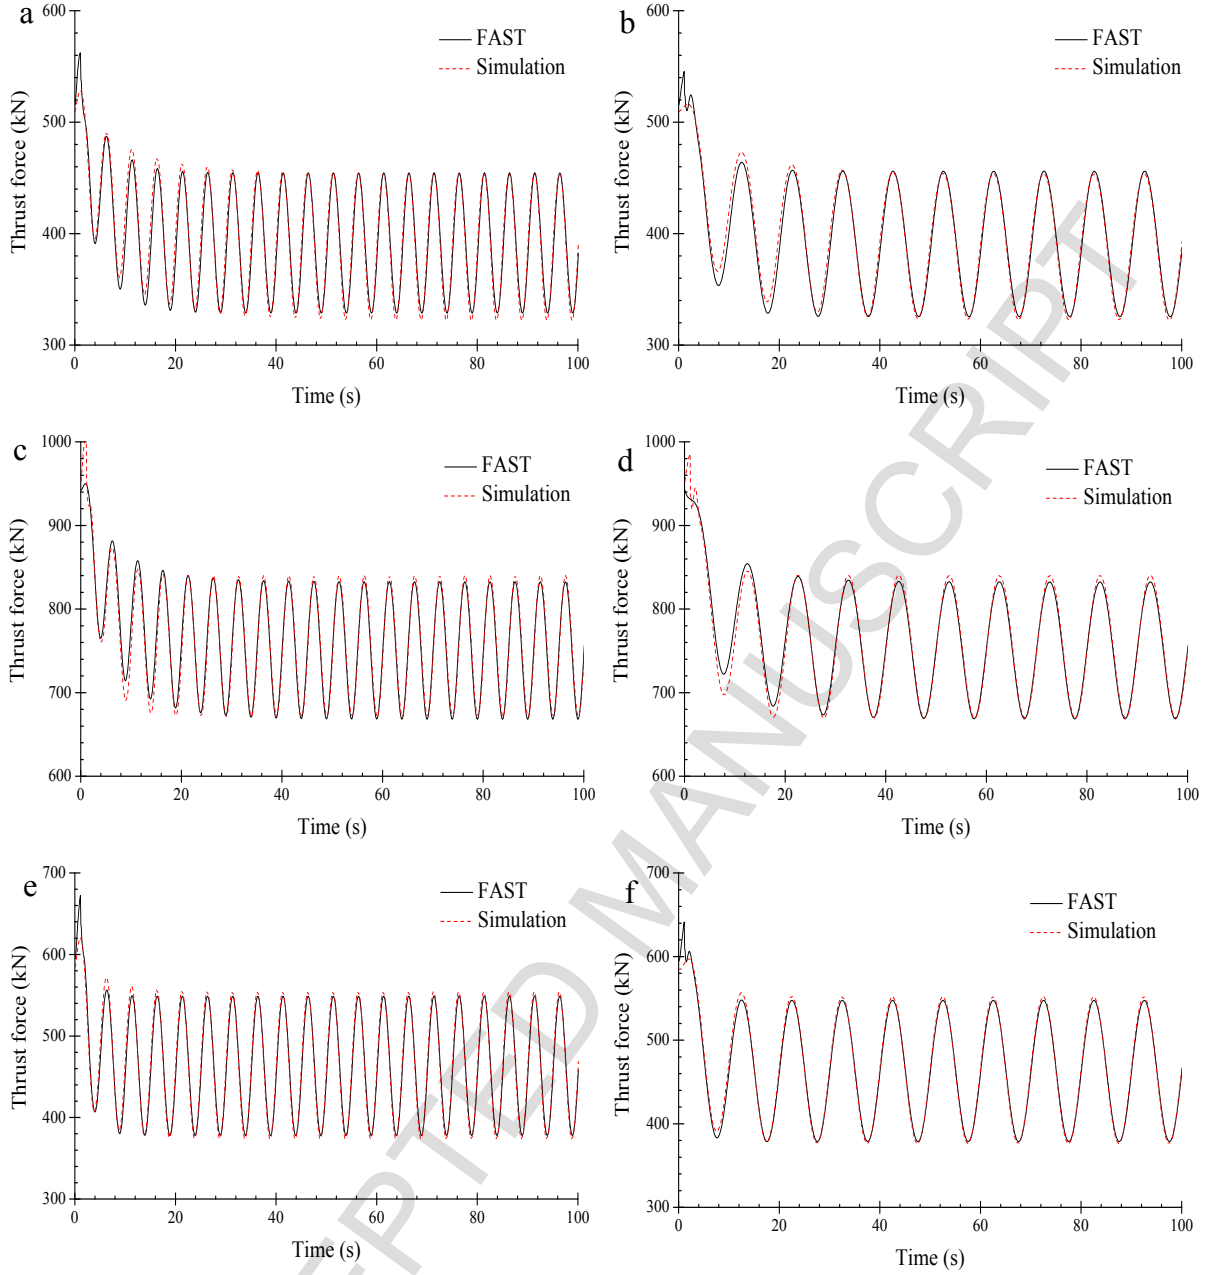 a
600
500
400
300
Thrust force (kN)
FAST
Simulation
0 20 40 60 80 100
Time (s)
b
600
500
400
300
Thrust force (kN)
FAST
Simulation
0 20 40 60 80 100
Time (s)
c
1000
900
800
700
600
Thrust force (kN)
FAST
Simulation
0 20 40 60 80 100
Time (s)
d
1000
900
800
700
600
Thrust force (kN)
FAST
Simulation
0 20 40 60 80 100
Time (s)
e
700
600
500
400
300
Thrust force (kN)
FAST
Simulation
0 20 40 60 80 100
Time (s)
f
700
600
500
400
300
Thrust force (kN)
FAST
Simulation
0 20 40 60 80 100
Time (s)
EPTED MANUSCRIPT